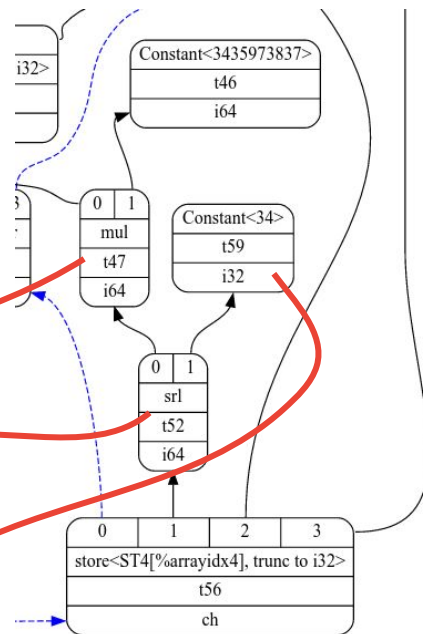 Constant<3435973837>
i32>
t46
i64
0 1
3
mul
Constant<34>
t47
t59
i64
i32
0 1
srl
t52
i64
0 1 2 3
store<ST4[%arrayidx4], trunc to i32>
t56
ch